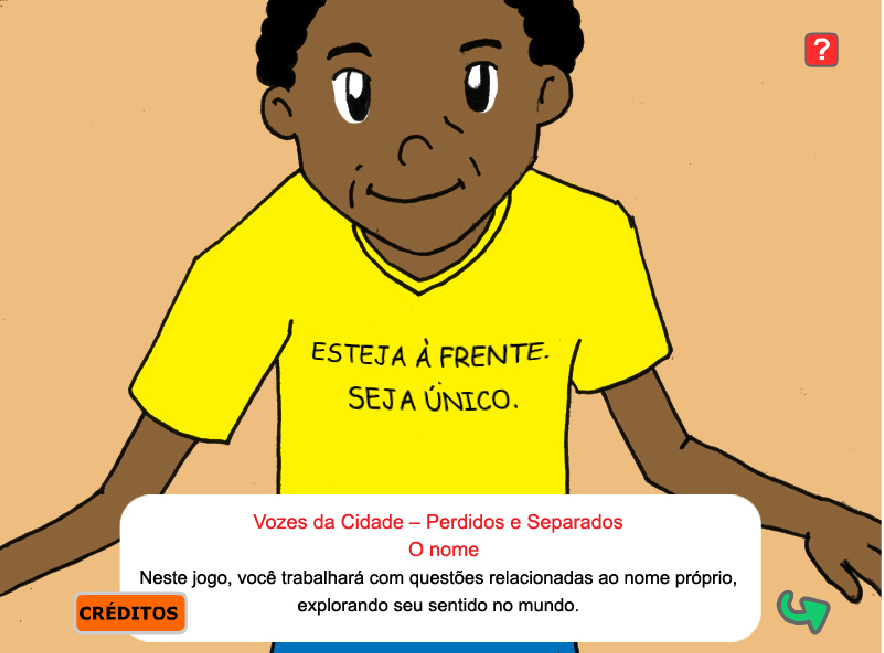 ?
ESTEJA À FRENTE.
SEJA ÚNICO.
Vozes da Cidade – Perdidos e Separados
O nome
Neste jogo, você trabalhará com questões relacionadas ao nome próprio,
explorando seu sentido no mundo.
CRÉDITOS